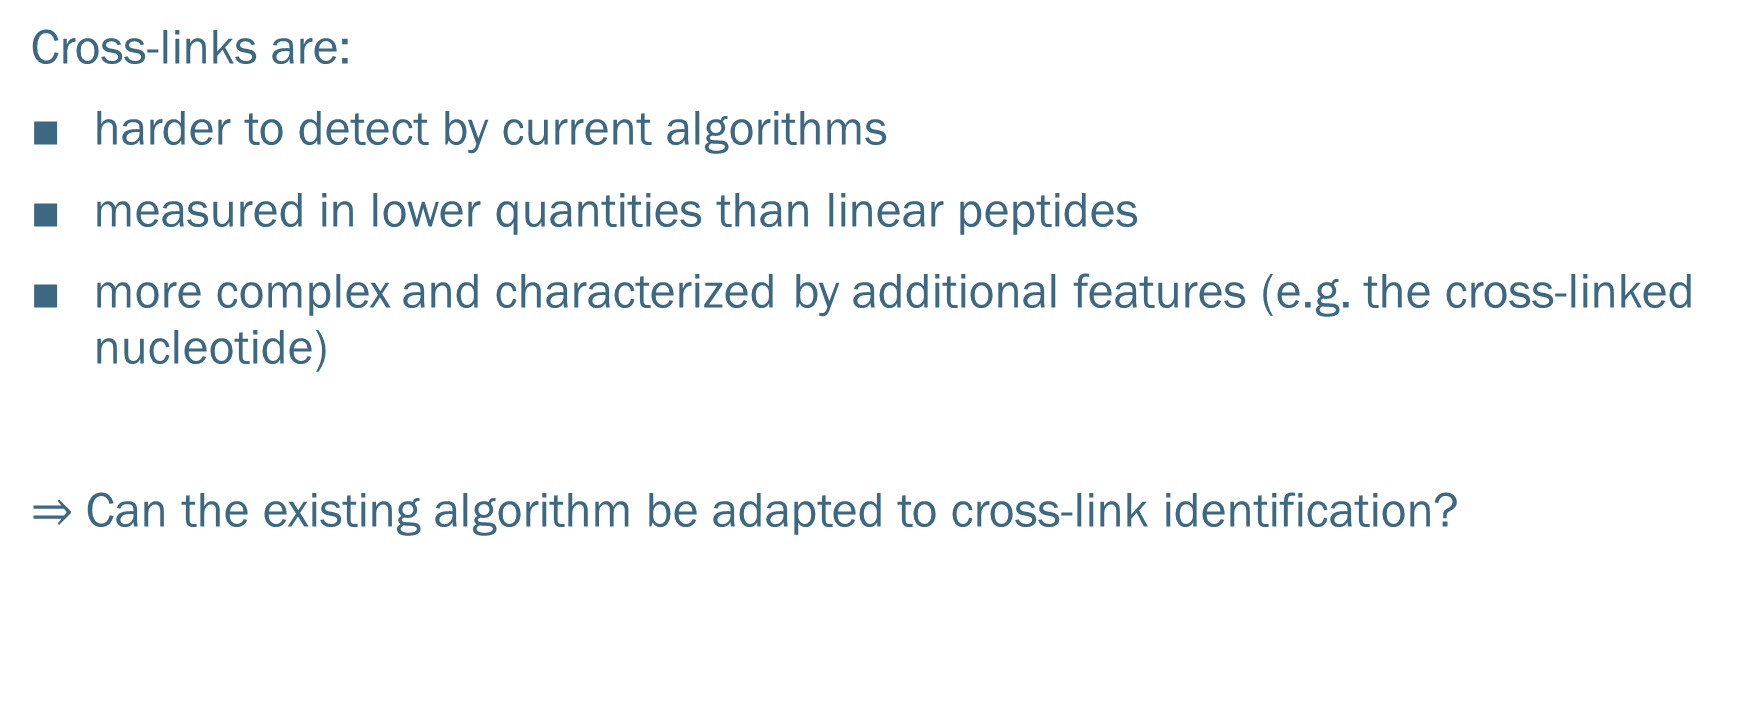 Cross-links are:
■ harder to detect by current algorithms
■ measured in lower quantities than linear peptides
■ more complex and characterized by additional features (e.g. the cross-linked
nucleotide)
⇒ Can the existing algorithm be adapted to cross-link identification?